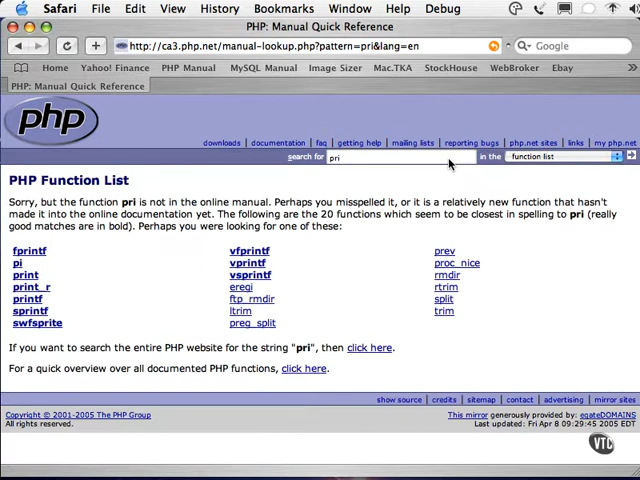 Safari File Edit View History Bookmarks Window Help Debug
PHP: Manual Quick Reference
http://ca3.php.net/manual-lookup.php?pattern=pri&lang=en
Google
Home Yahoo! Finance PHP Manual MySQL Manual Image Sizer Mac.TKA StockHouse WebBroker Ebay
PHP: Manual Quick Reference
php
downloads | documentation | faq | getting help | mailing lists | reporting bugs | php.net sites | links | my php.net
search for pri in the function list
PHP Function List
Sorry, but the function pri is not in the online manual. Perhaps you misspelled it, or it is a relatively new function that hasn't
made it into the online documentation yet. The following are the 20 functions which seem to be closest in spelling to pri (really
good matches are in bold). Perhaps you were looking for one of these:
fprintf vfprintf prev
pi vprintf proc_nice
print vsprintf rmdir
print_r eregi rtrim
printf ftp_rmdir split
sprintf ltrim trim
swfsprite preg_split
If you want to search the entire PHP website for the string "pri", then click here.
For a quick overview over all documented PHP functions, click here.
show source | credits | sitemap | contact | advertising | mirror sites
Copyright © 2001-2005 The PHP Group This mirror generously provided by: egateDOMAINS
All rights reserved. Last updated: Fri Apr 8 09:29:45 2005 EDT
VTC